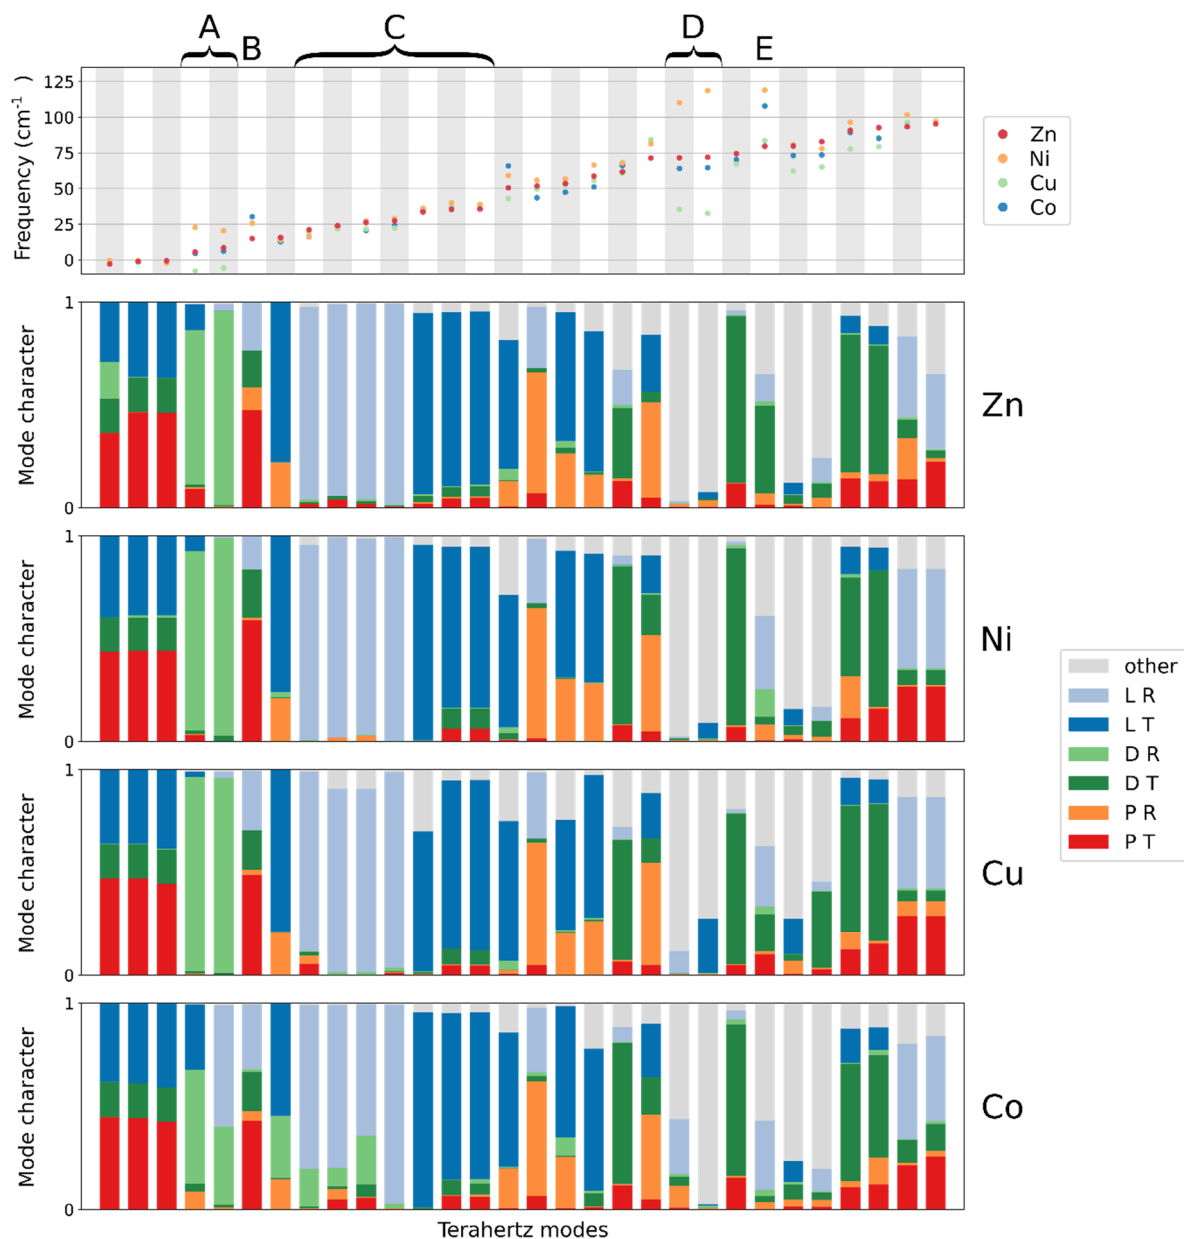 A
B
C
D
E
Frequency (cm⁻¹ )
125
100
75
50
25
0
Zn
Ni
Cu
Co
Mode character
1
0
Zn
Mode character
1
0
Ni
Mode character
1
0
Cu
Mode character
1
0
Co
other
L R
L T
D R
D T
P R
P T
Terahertz modes